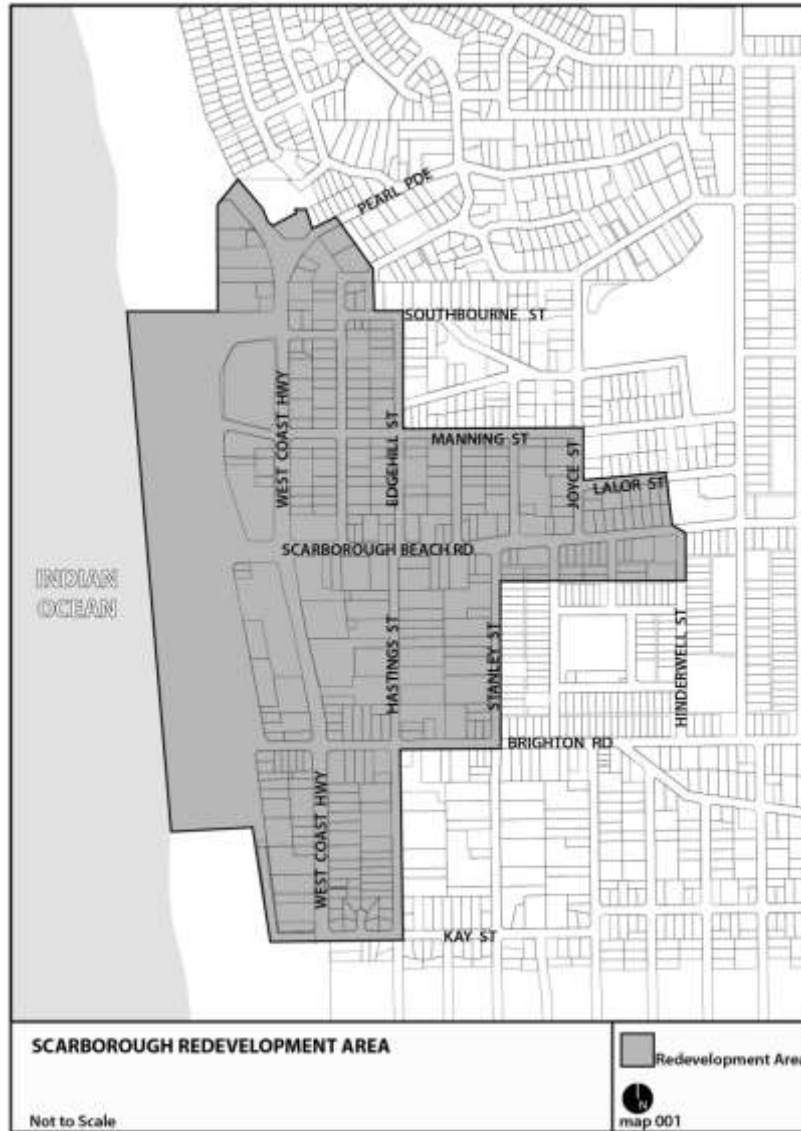 PEARL PDE
SOUTHBOURNE ST
WEST COAST HWY
EDGEHILL ST
MANNING ST
JOYCE ST
LALOR ST
SCARBOROUGH BEACH RD
INDIAN
OCEAN
HASTINGS ST
STANLEY ST
HINDERWELL ST
BRIGHTON RD
WEST COAST HWY
KAY ST
SCARBOROUGH REDEVELOPMENT AREA
Redevelopment Area
N
Not to Scale
map 001